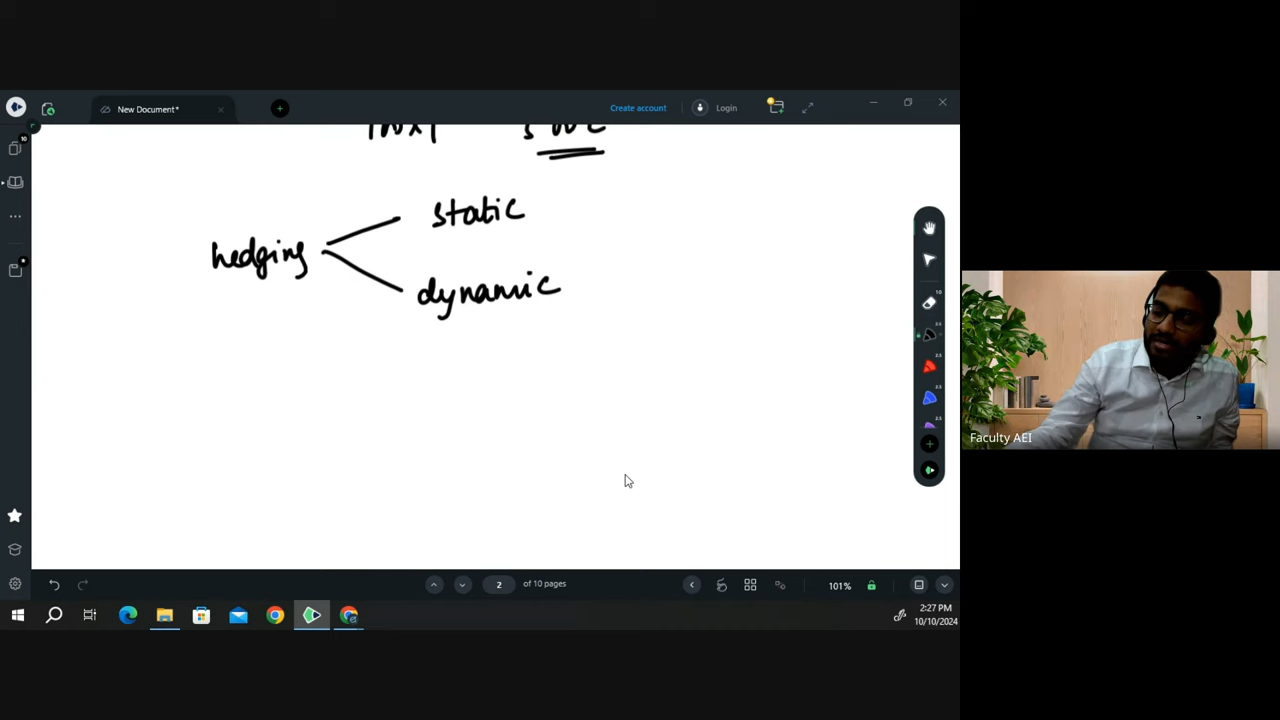 New Document*
Create account
Login
static
hedging
dynamic
Faculty AEI
2
of 10 pages
101%
2:27 PM
10/10/2024